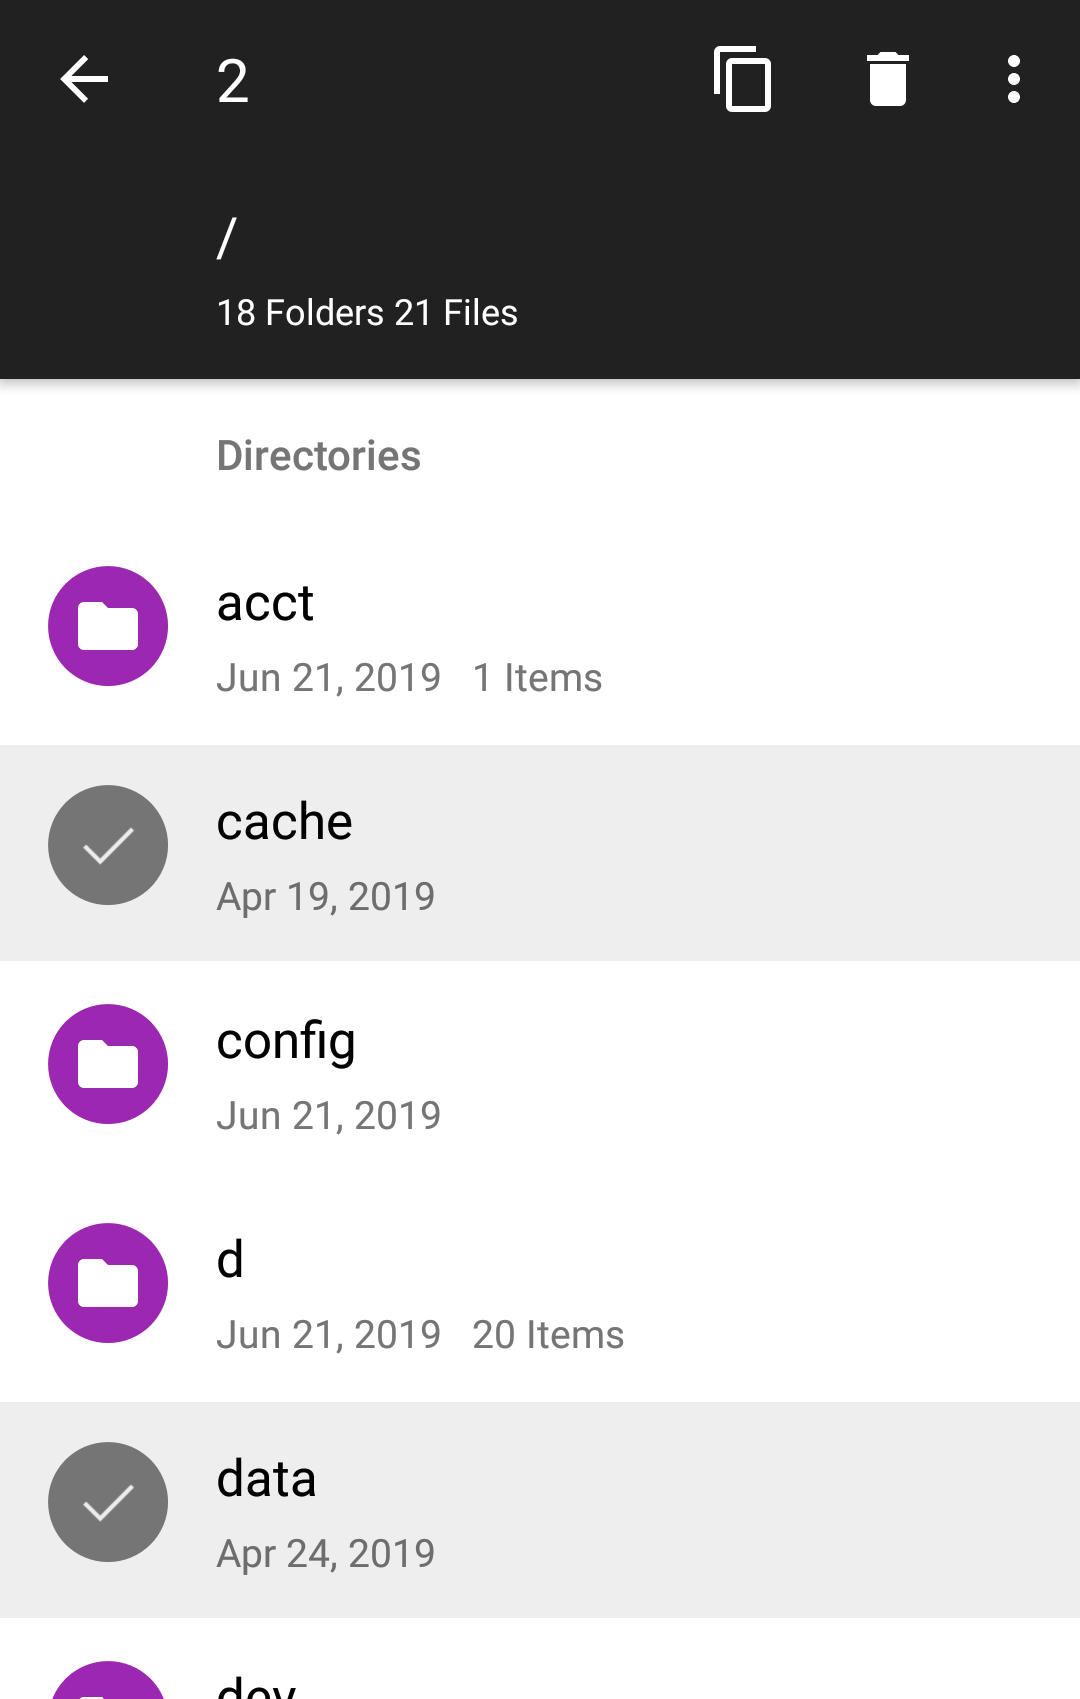 2
/
18 Folders 21 Files
Directories
acct
Jun 21, 2019 1 Items
cache
Apr 19, 2019
config
Jun 21, 2019
d
Jun 21, 2019 20 Items
data
Apr 24, 2019
dev